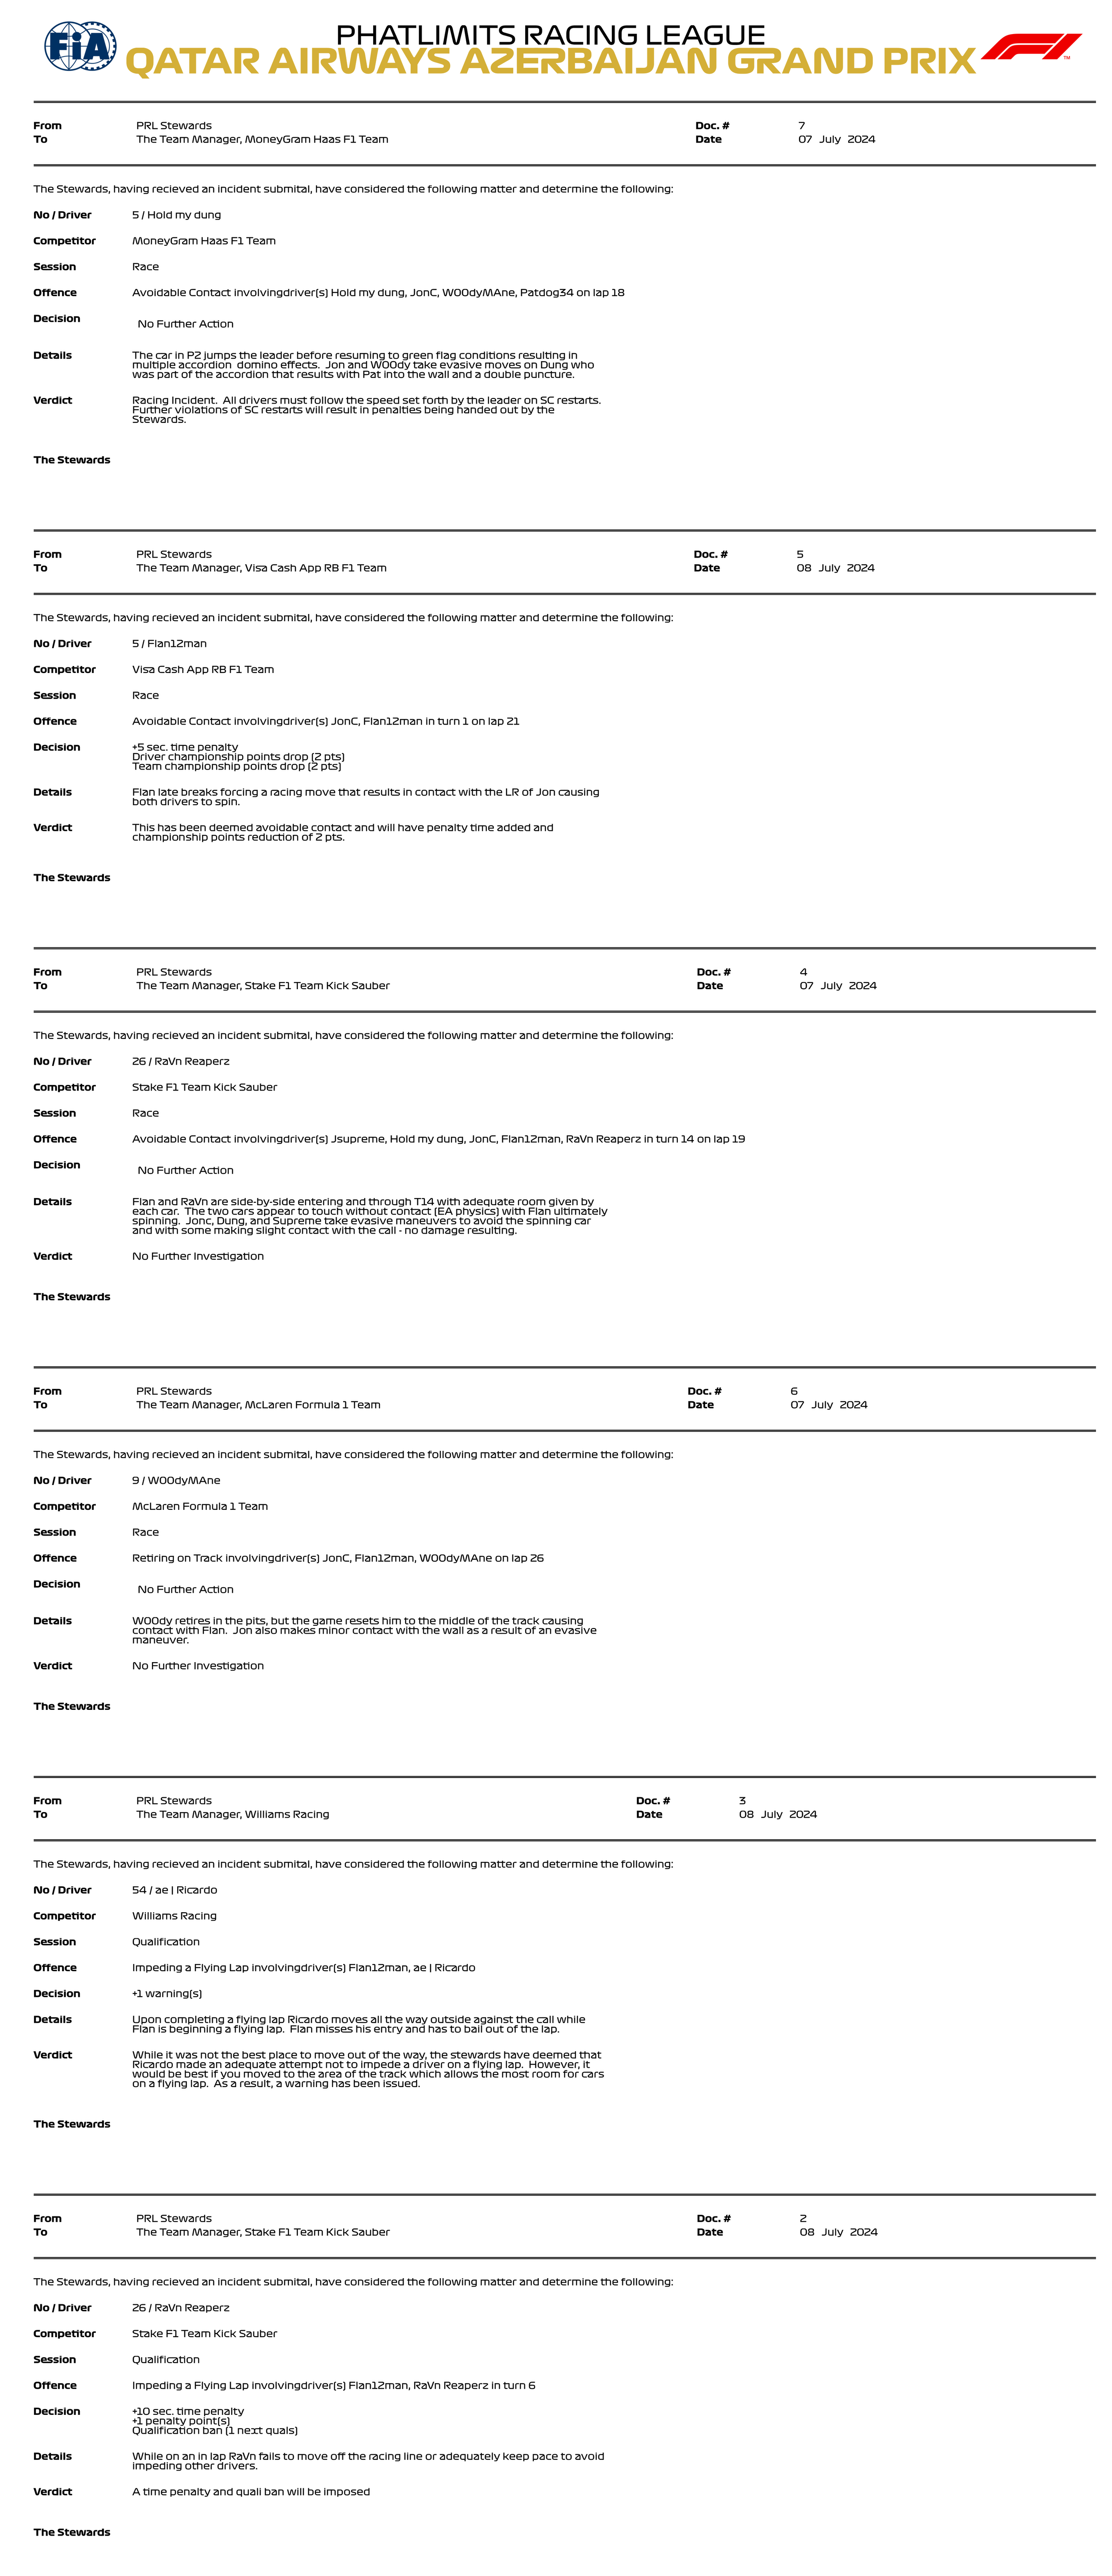 PHATLIMITS RACING LEAGUE
FiA QATAR AIRWAYS AZERBAIJAN GRAND PRIX F1 TM
From PRL Stewards Doc. # 7
To The Team Manager, MoneyGram Haas F1 Team Date 07 July 2024
The Stewards, having recieved an incident submital, have considered the following matter and determine the following:
No / Driver 5 / Hold my dung
Competitor MoneyGram Haas F1 Team
Session Race
Offence Avoidable Contact involvingdriver(s) Hold my dung, JonC, W00dyMAne, Patdog34 on lap 18
Decision No Further Action
Details The car in P2 jumps the leader before resuming to green flag conditions resulting in
multiple accordion domino effects. Jon and W00dy take evasive moves on Dung who
was part of the accordion that results with Pat into the wall and a double puncture.
Verdict Racing Incident. All drivers must follow the speed set forth by the leader on SC restarts.
Further violations of SC restarts will result in penalties being handed out by the
Stewards.
The Stewards
From PRL Stewards Doc. # 5
To The Team Manager, Visa Cash App RB F1 Team Date 08 July 2024
The Stewards, having recieved an incident submital, have considered the following matter and determine the following:
No / Driver 5 / Flan12man
Competitor Visa Cash App RB F1 Team
Session Race
Offence Avoidable Contact involvingdriver(s) JonC, Flan12man in turn 1 on lap 21
Decision +5 sec. time penalty
Driver championship points drop (2 pts)
Team championship points drop (2 pts)
Details Flan late breaks forcing a racing move that results in contact with the LR of Jon causing
both drivers to spin.
Verdict This has been deemed avoidable contact and will have penalty time added and
championship points reduction of 2 pts.
The Stewards
From PRL Stewards Doc. # 4
To The Team Manager, Stake F1 Team Kick Sauber Date 07 July 2024
The Stewards, having recieved an incident submital, have considered the following matter and determine the following:
No / Driver 26 / RaVn Reaperz
Competitor Stake F1 Team Kick Sauber
Session Race
Offence Avoidable Contact involvingdriver(s) Jsupreme, Hold my dung, JonC, Flan12man, RaVn Reaperz in turn 14 on lap 19
Decision No Further Action
Details Flan and RaVn are side-by-side entering and through T14 with adequate room given by
each car. The two cars appear to touch without contact (EA physics) with Flan ultimately
spinning. Jonc, Dung, and Supreme take evasive maneuvers to avoid the spinning car
and with some making slight contact with the call - no damage resulting.
Verdict No Further Investigation
The Stewards
From PRL Stewards Doc. # 6
To The Team Manager, McLaren Formula 1 Team Date 07 July 2024
The Stewards, having recieved an incident submital, have considered the following matter and determine the following:
No / Driver 9 / W00dyMAne
Competitor McLaren Formula 1 Team
Session Race
Offence Retiring on Track involvingdriver(s) JonC, Flan12man, W00dyMAne on lap 26
Decision No Further Action
Details W00dy retires in the pits, but the game resets him to the middle of the track causing
contact with Flan. Jon also makes minor contact with the wall as a result of an evasive
maneuver.
Verdict No Further Investigation
The Stewards
From PRL Stewards Doc. # 3
To The Team Manager, Williams Racing Date 08 July 2024
The Stewards, having recieved an incident submital, have considered the following matter and determine the following:
No / Driver 54 / ae | Ricardo
Competitor Williams Racing
Session Qualification
Offence Impeding a Flying Lap involvingdriver(s) Flan12man, ae | Ricardo
Decision +1 warning(s)
Details Upon completing a flying lap Ricardo moves all the way outside against the call while
Flan is beginning a flying lap. Flan misses his entry and has to bail out of the lap.
Verdict While it was not the best place to move out of the way, the stewards have deemed that
Ricardo made an adequate attempt not to impede a driver on a flying lap. However, it
would be best if you moved to the area of the track which allows the most room for cars
on a flying lap. As a result, a warning has been issued.
The Stewards
From PRL Stewards Doc. # 2
To The Team Manager, Stake F1 Team Kick Sauber Date 08 July 2024
The Stewards, having recieved an incident submital, have considered the following matter and determine the following:
No / Driver 26 / RaVn Reaperz
Competitor Stake F1 Team Kick Sauber
Session Qualification
Offence Impeding a Flying Lap involvingdriver(s) Flan12man, RaVn Reaperz in turn 6
Decision +10 sec. time penalty
+1 penalty point(s)
Qualification ban (1 next quals)
Details While on an in lap RaVn fails to move off the racing line or adequately keep pace to avoid
impeding other drivers.
Verdict A time penalty and quali ban will be imposed
The Stewards